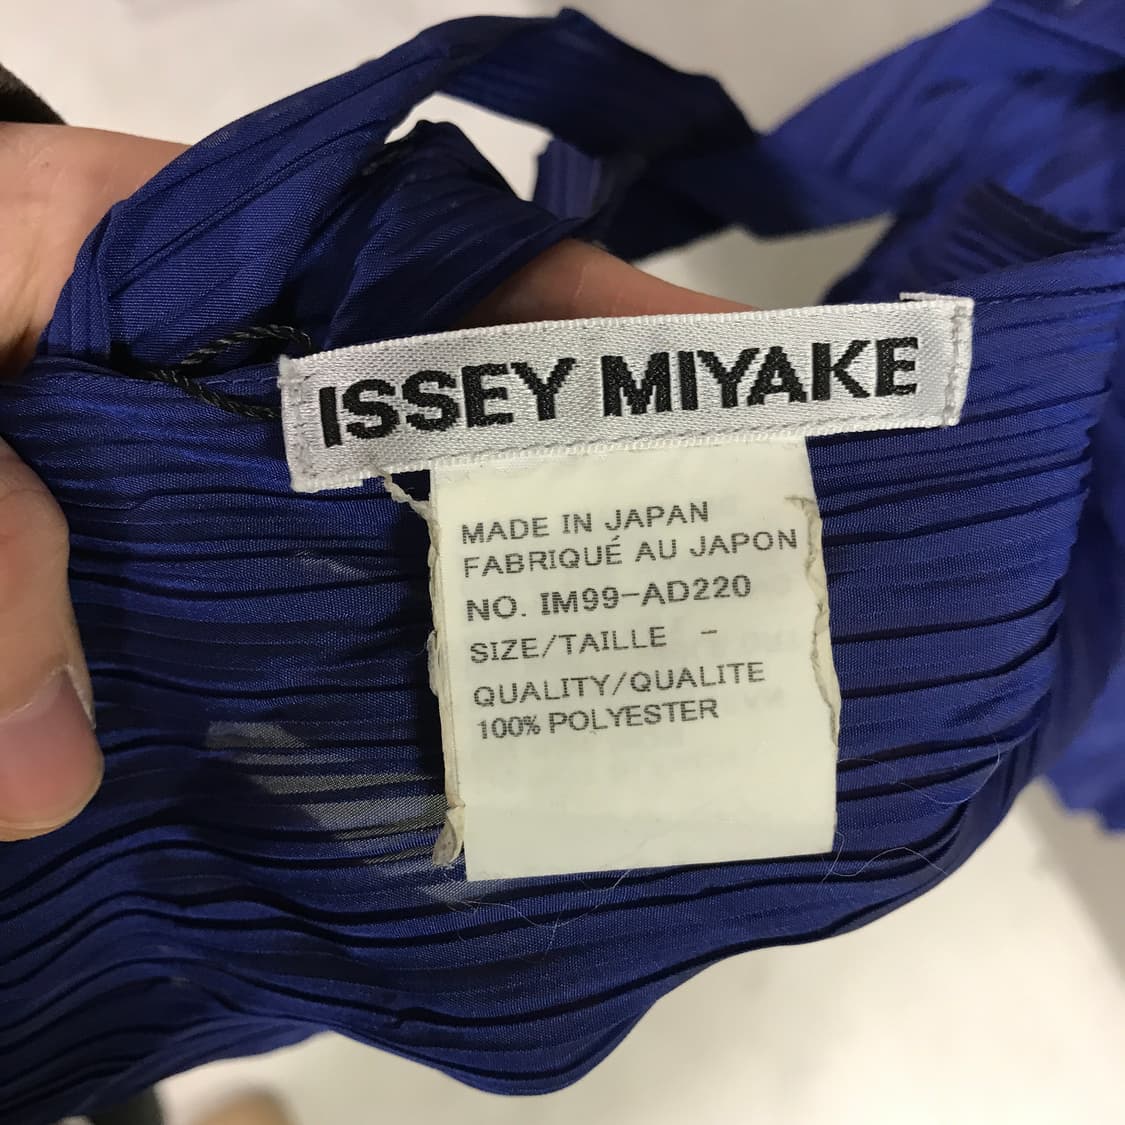 ISSEY MIYAKE
MADE IN JAPAN
FABRIQUÉ AU JAPON
NO. IM99-AD220
SIZE/TAILLE -
QUALITY/QUALITE
100% POLYESTER